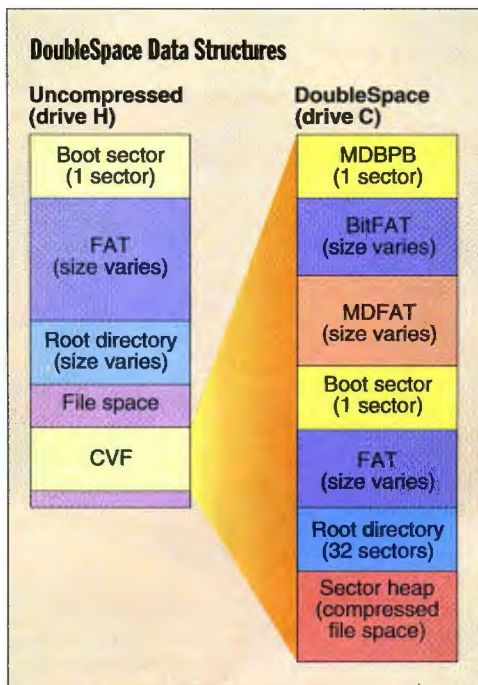 DoubleSpace Data Structures
Uncompressed
(drive H)
Boot sector
(1 sector)
FAT
(size varies)
Root directory
(size varies)
File space
CVF
DoubleSpace
(drive C)
MDBPB
(1 sector)
BitFAT
(size varies)
MDFAT
(size varies)
Boot sector
(1 sector)
FAT
(size varies)
Root directory
(32 sectors)
Sector heap
(compressed
file space)